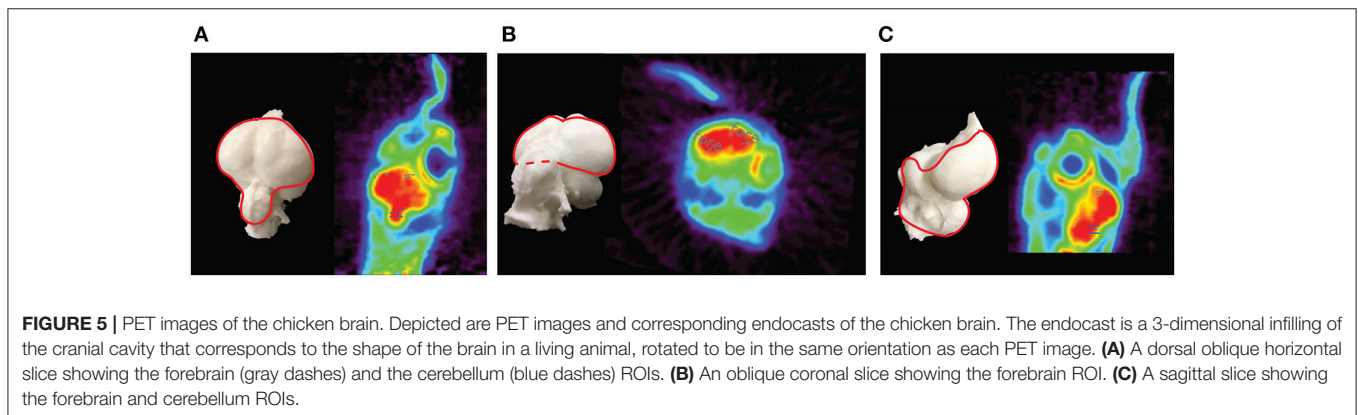 A
B
C
fore
fore
FIGURE 5 | PET images of the chicken brain. Depicted are PET images and corresponding endocasts of the chicken brain. The endocast is a 3-dimensional infilling of
the cranial cavity that corresponds to the shape of the brain in a living animal, rotated to be in the same orientation as each PET image. (A) A dorsal oblique horizontal
slice showing the forebrain (gray dashes) and the cerebellum (blue dashes) ROIs. (B) An oblique coronal slice showing the forebrain ROI. (C) A sagittal slice showing
the forebrain and cerebellum ROIs.